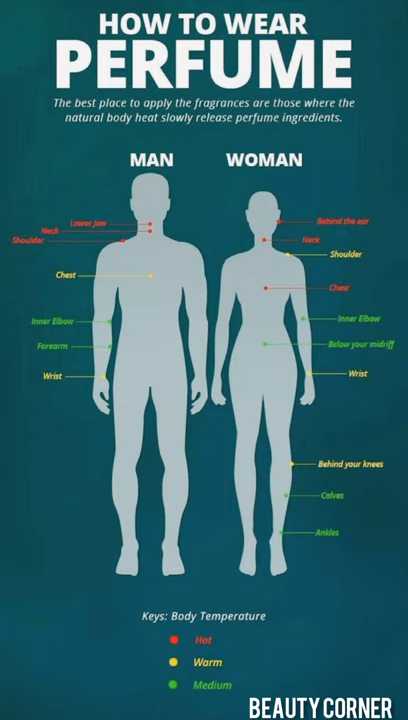 HOW TO WEAR
PERFUME
The best place to apply the fragrances are those where the
natural body heat slowly release perfume ingredients.
MAN
WOMAN
Lower jaw
Neck
Shoulder
Chest
Inner Elbow
Forearm
Wrist
Behind the ear
Neck
Shoulder
Chest
Inner Elbow
Below your midriff
Wrist
Behind your knees
Calves
Ankles
Keys: Body Temperature
Hot
Warm
Medium
BEAUTY CORNER